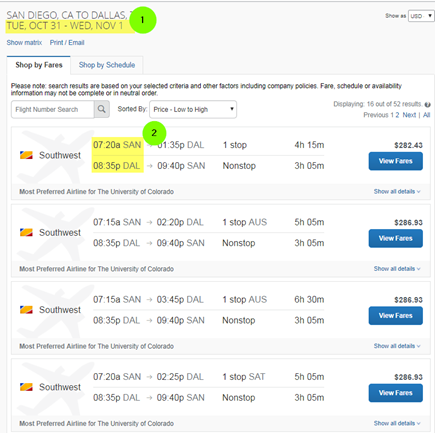 SAN DIEGO, CA TO DALLAS,
TUE, OCT 31 - WED, NOV 1
1
Show as USD
Show matrix Print / Email
Shop by Fares Shop by Schedule
Please note: search results are based on your selected criteria and other factors including company policies. Fare, schedule or availability
information may not be complete or in neutral order.
Displaying: 16 out of 52 results.
Flight Number Search Sorted By: Price - Low to High
Previous 1 2 Next | All
2
07:20a SAN → 01:35p DAL 1 stop 4h 15m $282.43
Southwest
08:35p DAL → 09:40p SAN Nonstop 3h 05m View Fares
Most Preferred Airline for The University of Colorado Show all details
07:15a SAN → 02:20p DAL 1 stop AUS 5h 05m $286.93
Southwest
08:35p DAL → 09:40p SAN Nonstop 3h 05m View Fares
Most Preferred Airline for The University of Colorado Show all details
07:15a SAN → 03:45p DAL 1 stop AUS 6h 30m $286.93
Southwest
08:35p DAL → 09:40p SAN Nonstop 3h 05m View Fares
Most Preferred Airline for The University of Colorado Show all details
07:20a SAN → 02:25p DAL 1 stop SAT 5h 05m $286.93
Southwest
08:35p DAL → 09:40p SAN Nonstop 3h 05m View Fares
Most Preferred Airline for The University of Colorado Show all details